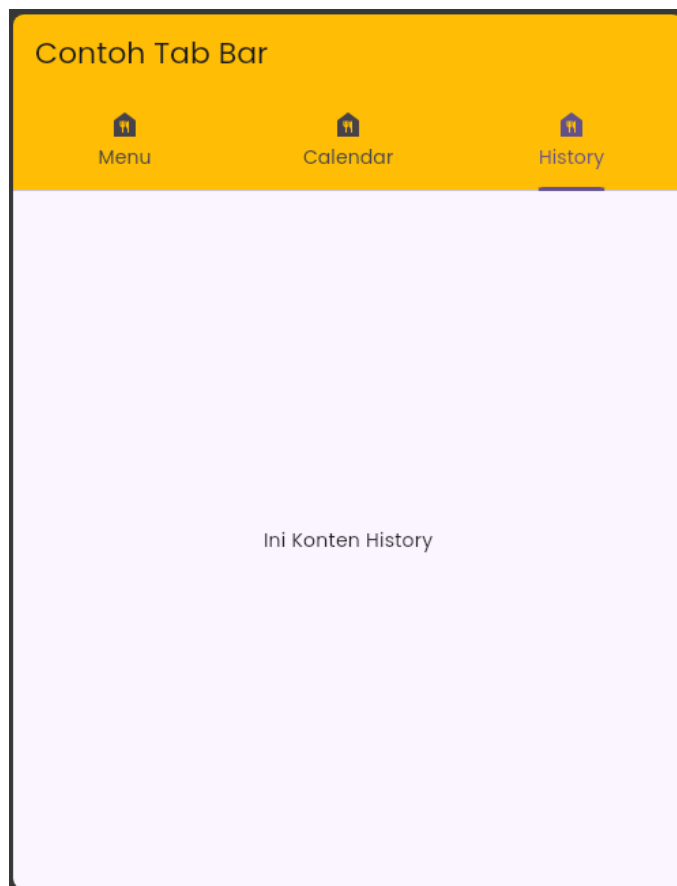 Contoh Tab Bar
Menu
Calendar
History
Ini Konten History